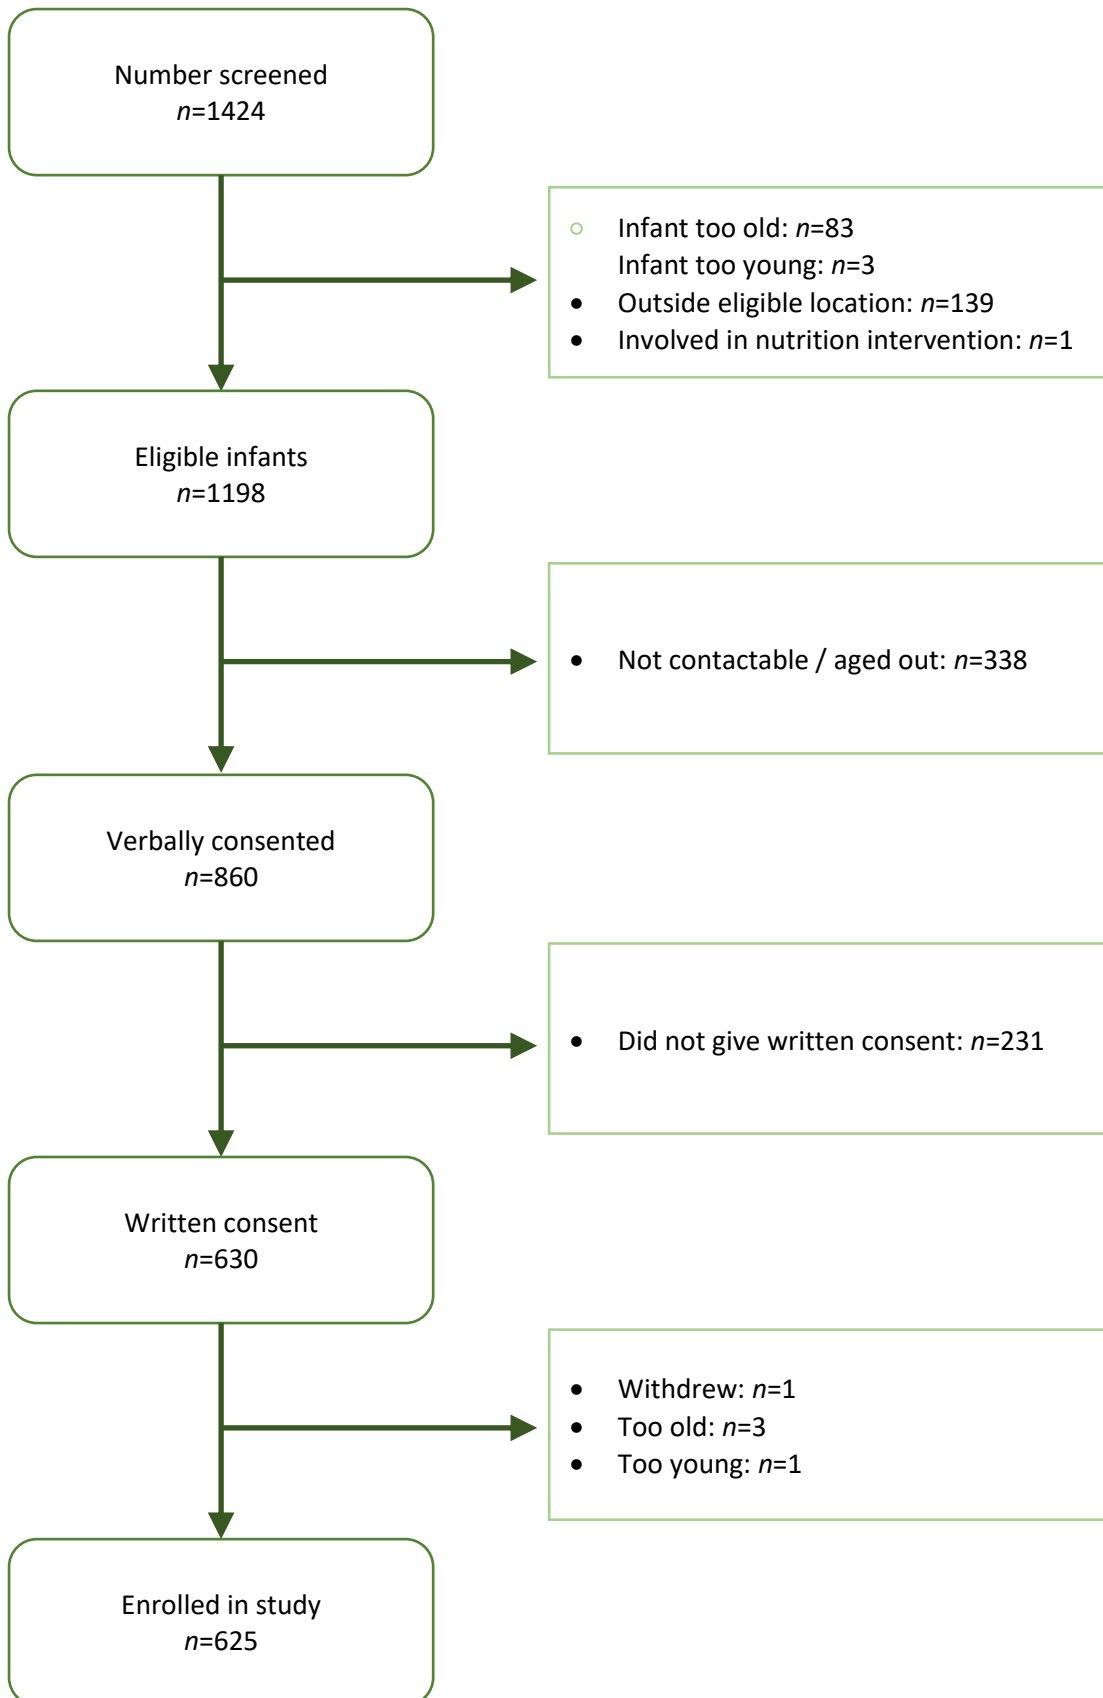 Number screened
n=1424
Infant too old: n=83
Infant too young: n=3
Outside eligible location: n=139
Involved in nutrition intervention: n=1
Eligible infants
n=1198
Not contactable / aged out: n=338
Verbally consented
n=860
Did not give written consent: n=231
Written consent
n=630
Withdrew: n=1
Too old: n=3
Too young: n=1
Enrolled in study
n=625